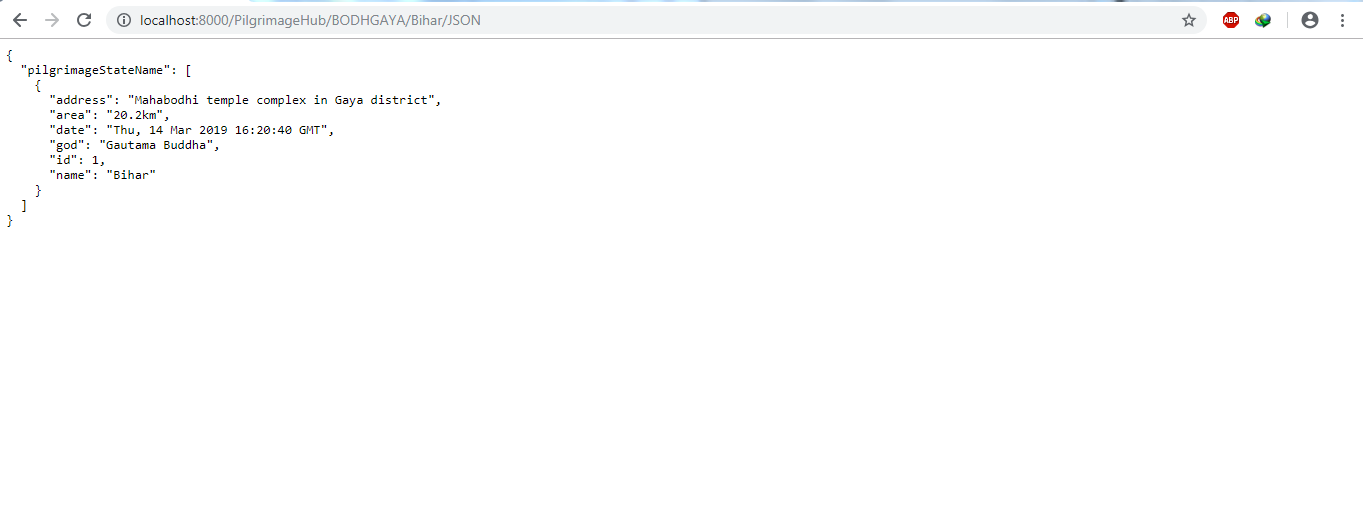 localhost:8000/PilgrimageHub/BODHGAYA/Bihar/JSON
ABP
{
  "pilgrimageStateName": [
    {
      "address": "Mahabodhi temple complex in Gaya district",
      "area": "20.2km",
      "date": "Thu, 14 Mar 2019 16:20:40 GMT",
      "god": "Gautama Buddha",
      "id": 1,
      "name": "Bihar"
    }
  ]
}